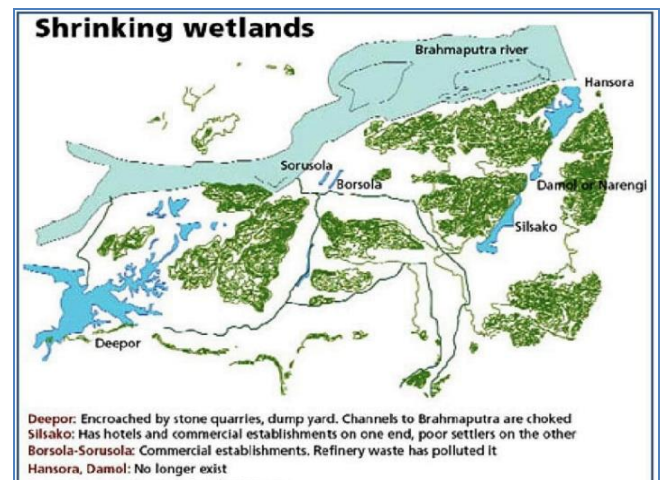 Shrinking wetlands
Brahmaputra river
Hansora
Sorusola
Borsola
Damol or Narengi
Silsako
Deepor
Deepor: Encroached by stone quarries, dump yard. Channels to Brahmaputra are choked
Silsako: Has hotels and commercial establishments on one end, poor settlers on the other
Borsola-Sorusola: Commercial establishments. Refinery waste has polluted it
Hansora, Damol: No longer exist